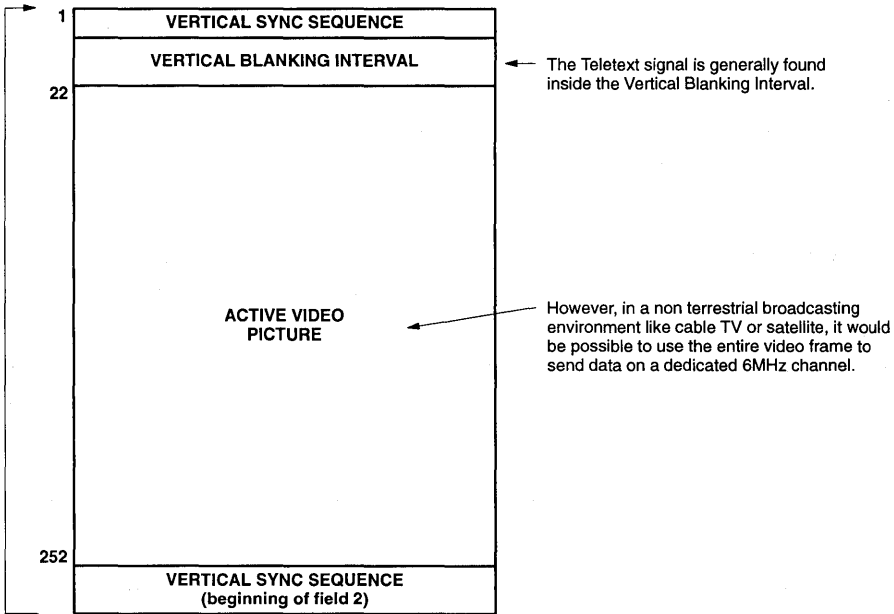 1
VERTICAL SYNC SEQUENCE
VERTICAL BLANKING INTERVAL
The Teletext signal is generally found
inside the Vertical Blanking Interval.
22
ACTIVE VIDEO
PICTURE
However, in a non terrestrial broadcasting
environment like cable TV or satellite, it would
be possible to use the entire video frame to
send data on a dedicated 6MHz channel.
252
VERTICAL SYNC SEQUENCE
(beginning of field 2)